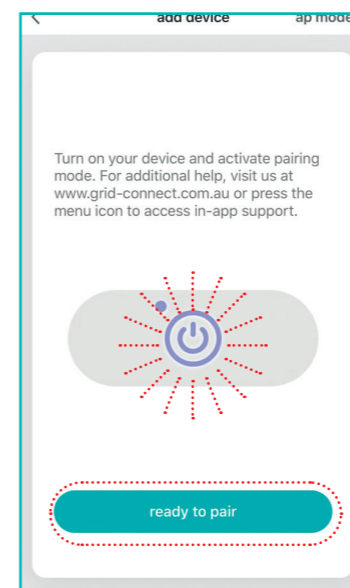 add device
ap mode
Turn on your device and activate pairing
mode. For additional help, visit us at
www.grid-connect.com.au or press the
menu icon to access in-app support.
ready to pair